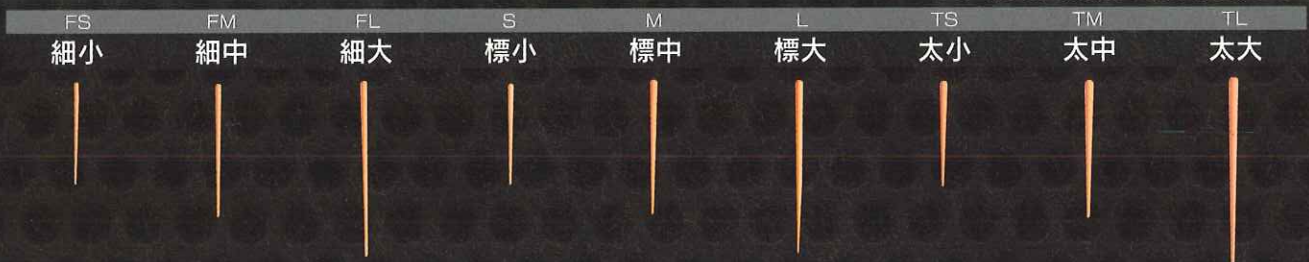 FS FM FL S M L TS TM TL
細小 細中 細大 標小 標中 標大 太小 太中 太大